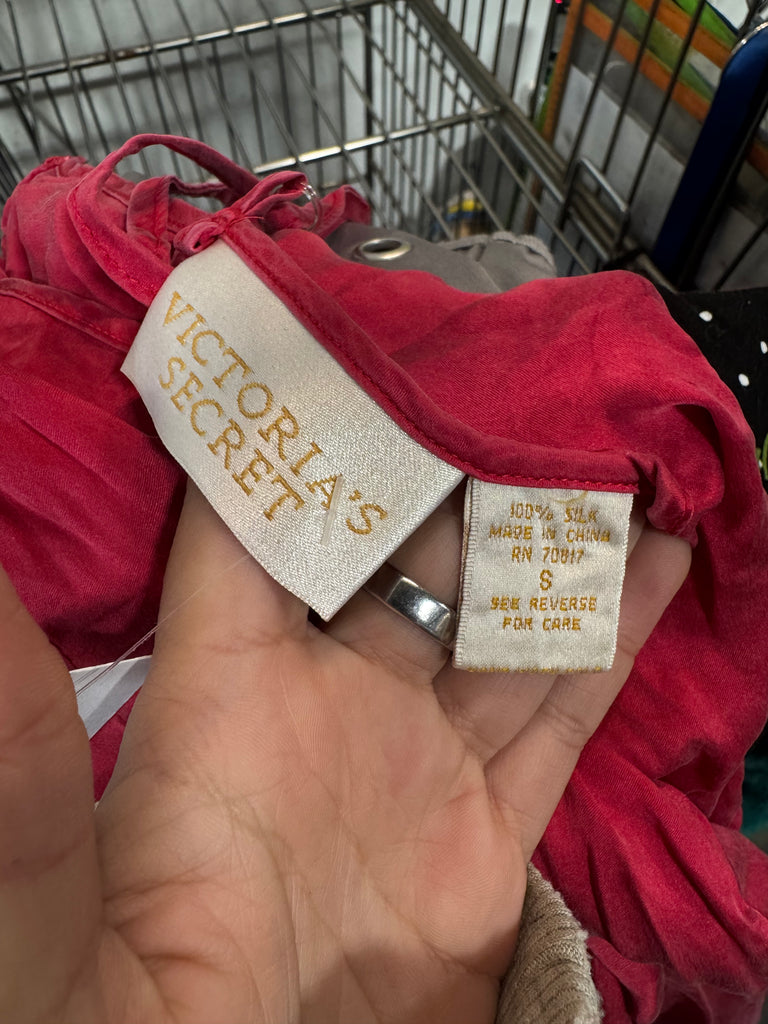 VICTORIA'S
SECRET
100% SILK
MADE IN CHINA
RN 70817
S
SEE REVERSE
FOR CARE